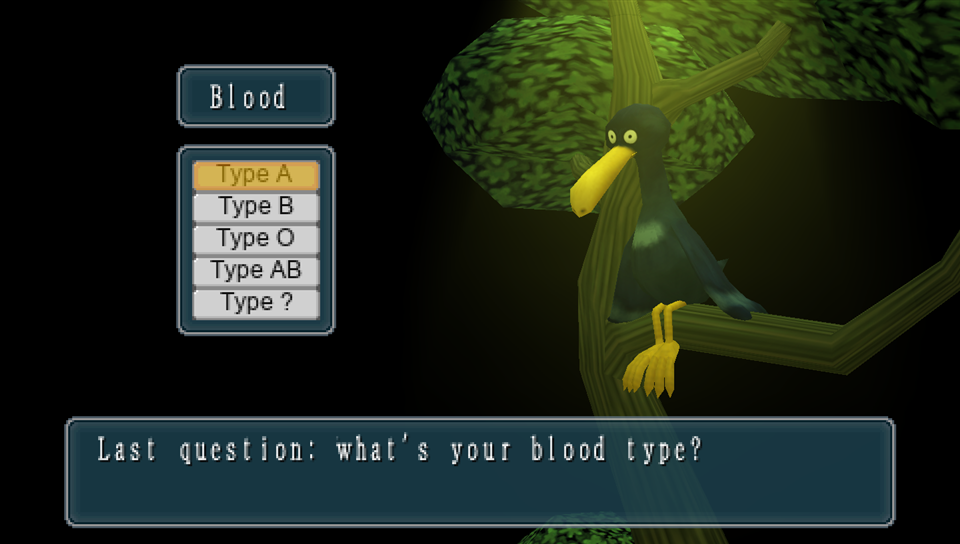 Blood
Type A
Type B
Type O
Type AB
Type ?
Last question: what's your blood type?